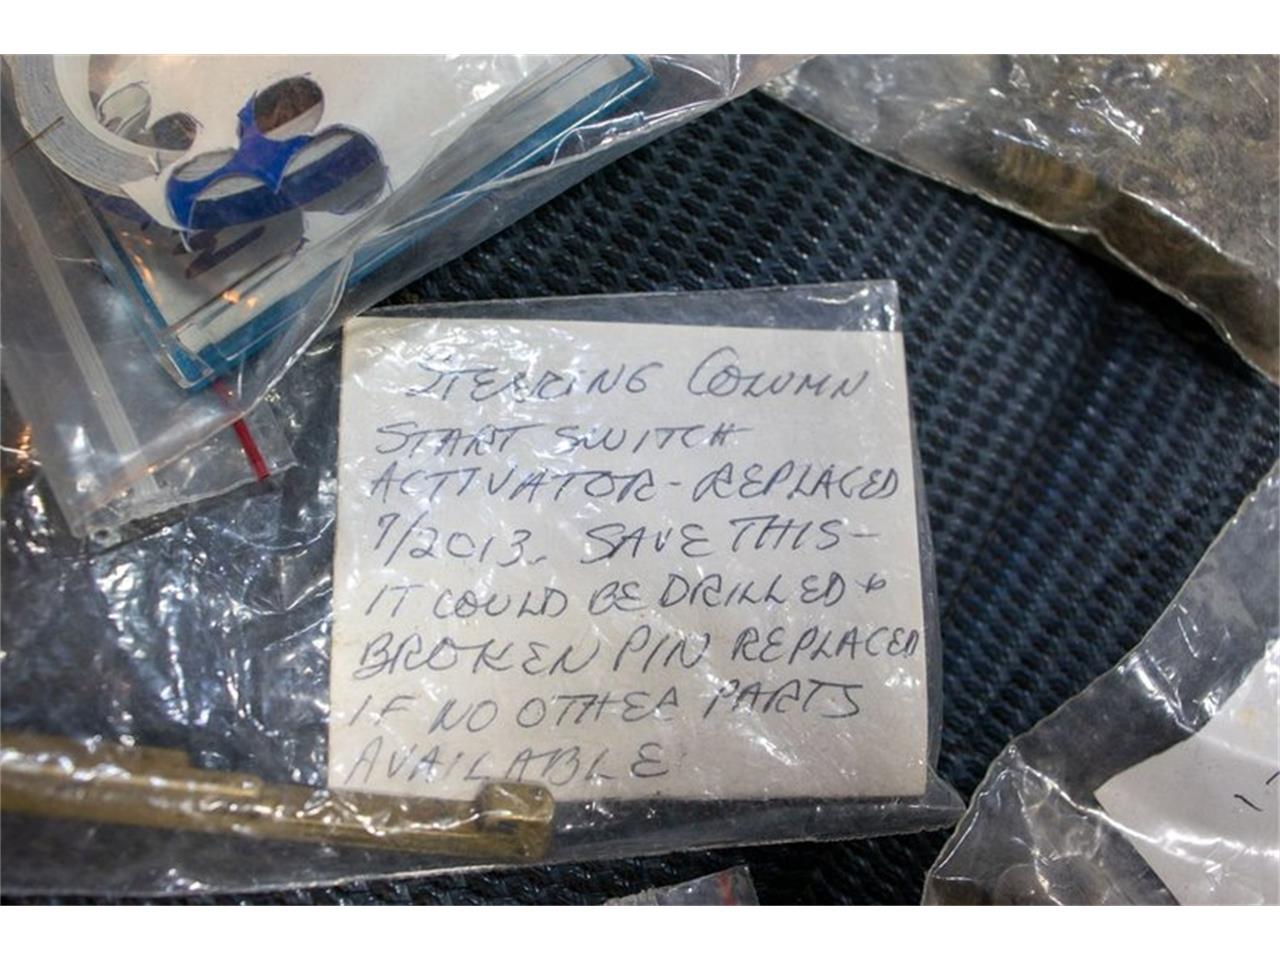 STEERING COLUMN
START SWITCH
ACTIVATOR - REPLACED
7/2013. SAVE THIS -
IT COULD BE DRILLED &
BROKEN PIN REPLACED
IF NO OTHER PARTS
AVAILABLE